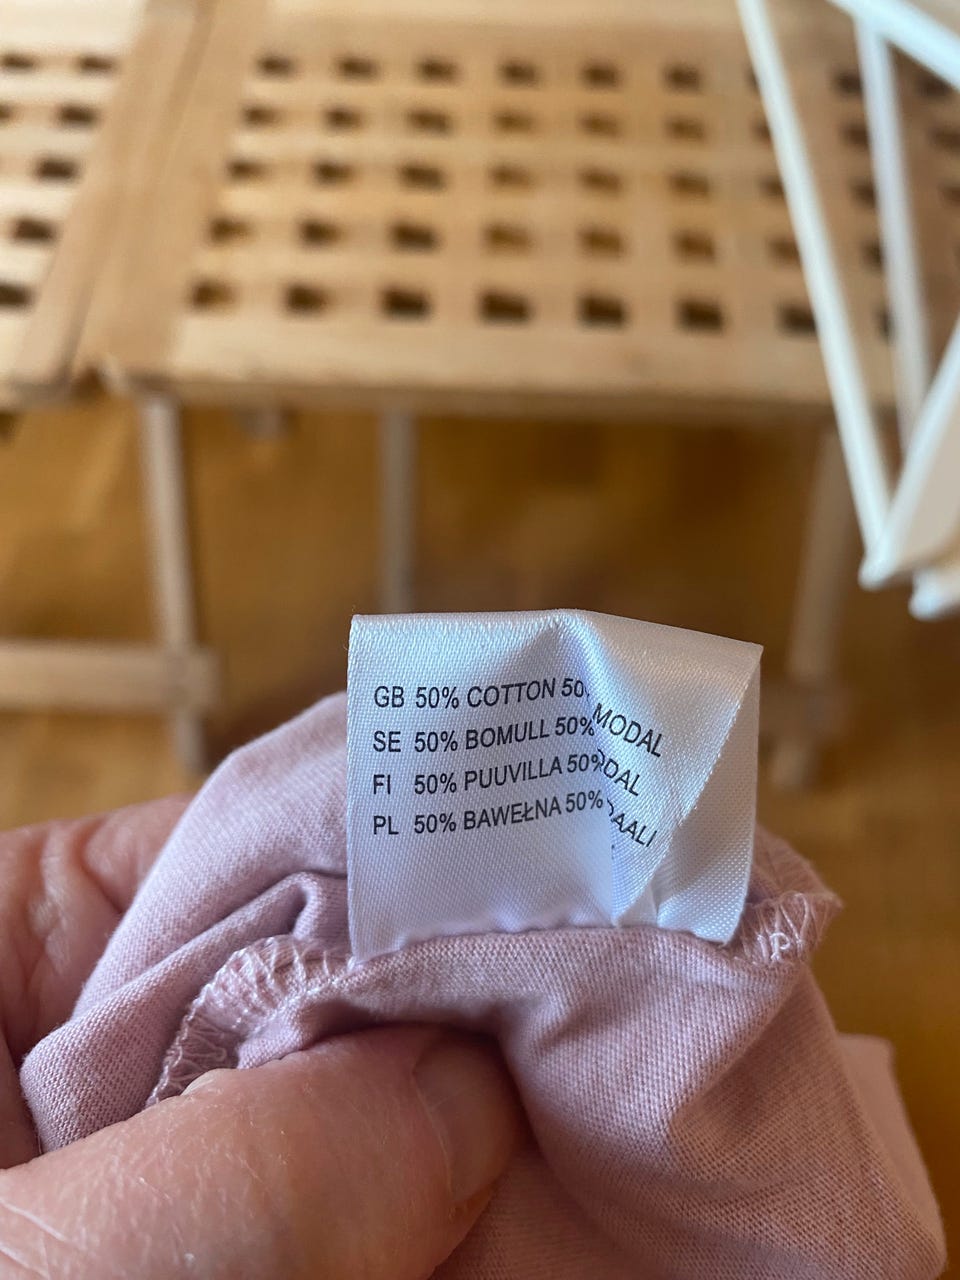 GB 50% COTTON 50 MODAL
SE 50% BOMULL 50%
FI 50% PUUVILLA 50%
PL 50% BAWEŁNA 50%